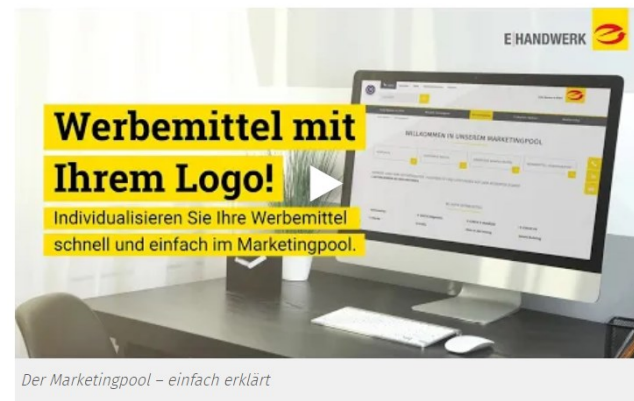 E|HANDWERK
Werbemittel mit
Ihrem Logo!
Individualisieren Sie Ihre Werbemittel
schnell und einfach im Marketingpool.
WILLKOMMEN IN UNSEREM MARKETINGPOOL
Der Marketingpool – einfach erklärt